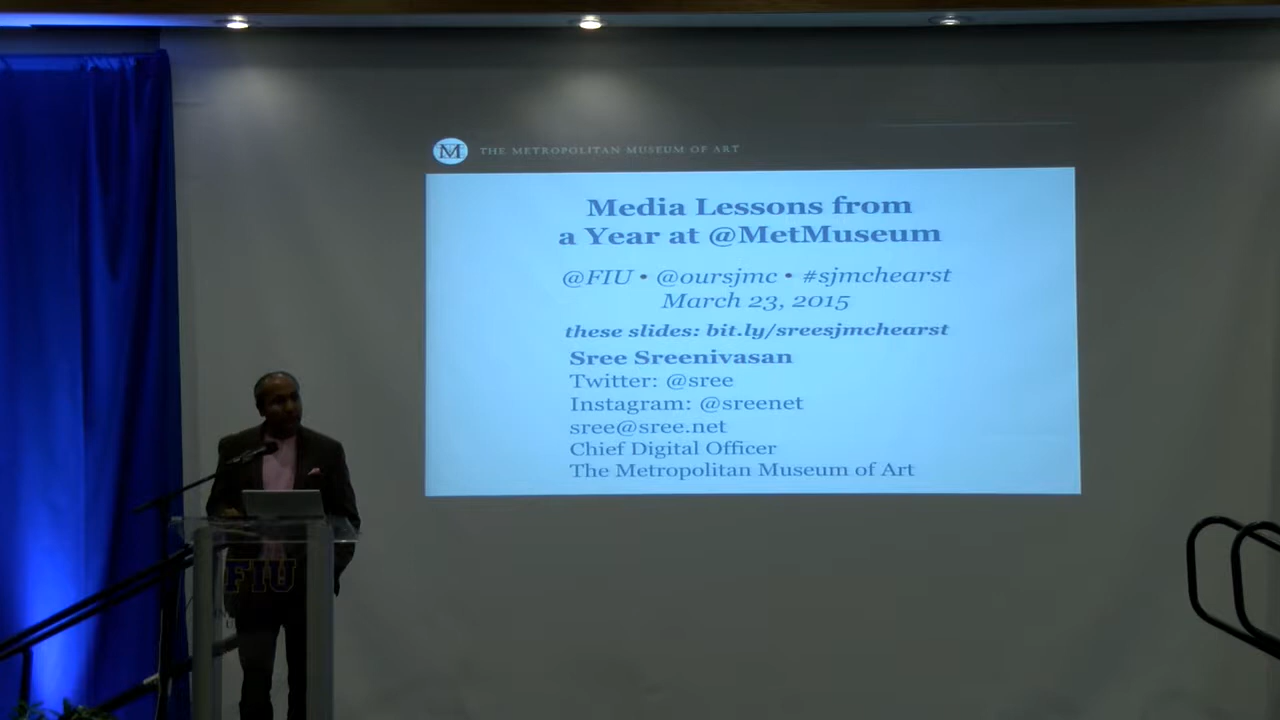 M
THE METROPOLITAN MUSEUM OF ART
Media Lessons from
a Year at @MetMuseum
@FIU • @oursjmc • #sjmchearst
March 23, 2015
these slides: bit.ly/sreesjmchearst
Sree Sreenivasan
Twitter: @sree
Instagram: @sreenet
sree@sree.net
Chief Digital Officer
The Metropolitan Museum of Art
FIU